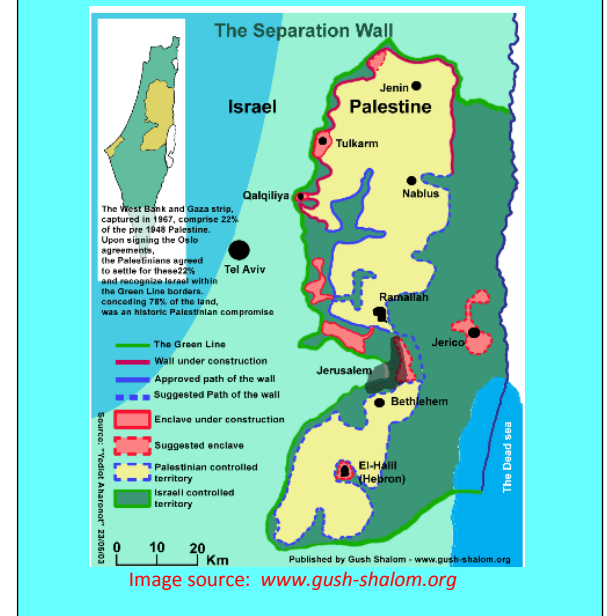 The Separation Wall
Israel
Palestine
Jenin
Tulkarm
Nablus
Qalqiliya
The West Bank and Gaza strip,
captured in 1967, comprise 22%
of the pre 1948 Palestine.
Upon signing the Oslo
agreements,
the Palestinians agreed
to settle for these22%
and recognize Israel within
the Green Line borders,
conceding 78% of the land,
was an historic Palestinian compromise
Tel Aviv
Ramallah
Jerico
Jerusalem
Bethlehem
El-Halil
(Hebron)
The Dead sea
The Green Line
Wall under construction
Approved path of the wall
Suggested Path of the wall
Enclave under construction
Suggested enclave
Palestinian controlled
territory
Israeli controlled
territory
Source: "Yediot Aharonot" 23/05/03
0 10 20
Km
Published by Gush Shalom - www.gush-shalom.org
Image source: www.gush-shalom.org